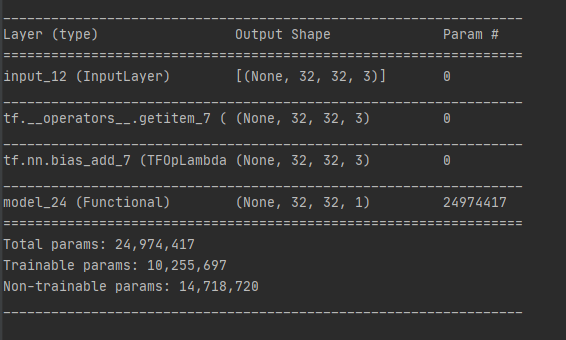 _________________________________________________________________
Layer (type)                 Output Shape              Param #
=================================================================
input_12 (InputLayer)        [(None, 32, 32, 3)]       0
_________________________________________________________________
tf.__operators__.getitem_7 ( (None, 32, 32, 3)         0
_________________________________________________________________
tf.nn.bias_add_7 (TFOpLambda (None, 32, 32, 3)         0
_________________________________________________________________
model_24 (Functional)        (None, 32, 32, 1)         24974417
=================================================================
Total params: 24,974,417
Trainable params: 10,255,697
Non-trainable params: 14,718,720
_________________________________________________________________